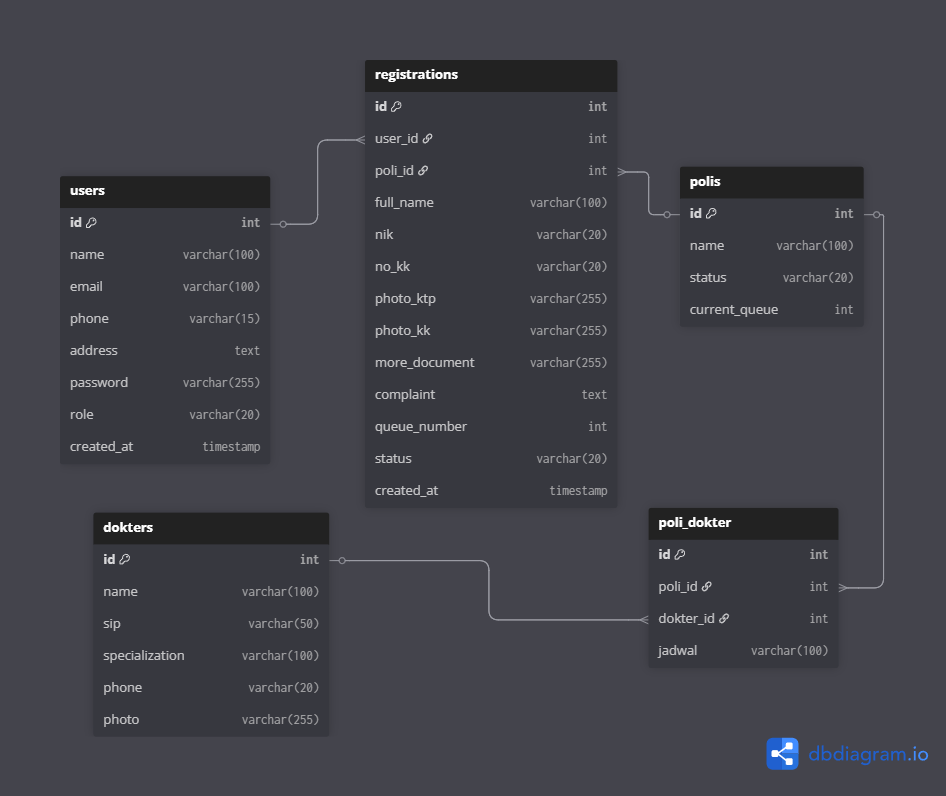 registrations
id int
user_id int
poli_id int
full_name varchar(100)
nik varchar(20)
no_kk varchar(20)
photo_ktp varchar(255)
photo_kk varchar(255)
more_document varchar(255)
complaint text
queue_number int
status varchar(20)
created_at timestamp
users
id int
name varchar(100)
email varchar(100)
phone varchar(15)
address text
password varchar(255)
role varchar(20)
created_at timestamp
polis
id int
name varchar(100)
status varchar(20)
current_queue int
dokters
id int
name varchar(100)
sip varchar(50)
specialization varchar(100)
phone varchar(20)
photo varchar(255)
poli_dokter
id int
poli_id int
dokter_id int
jadwal varchar(100)
dbdiagram.io